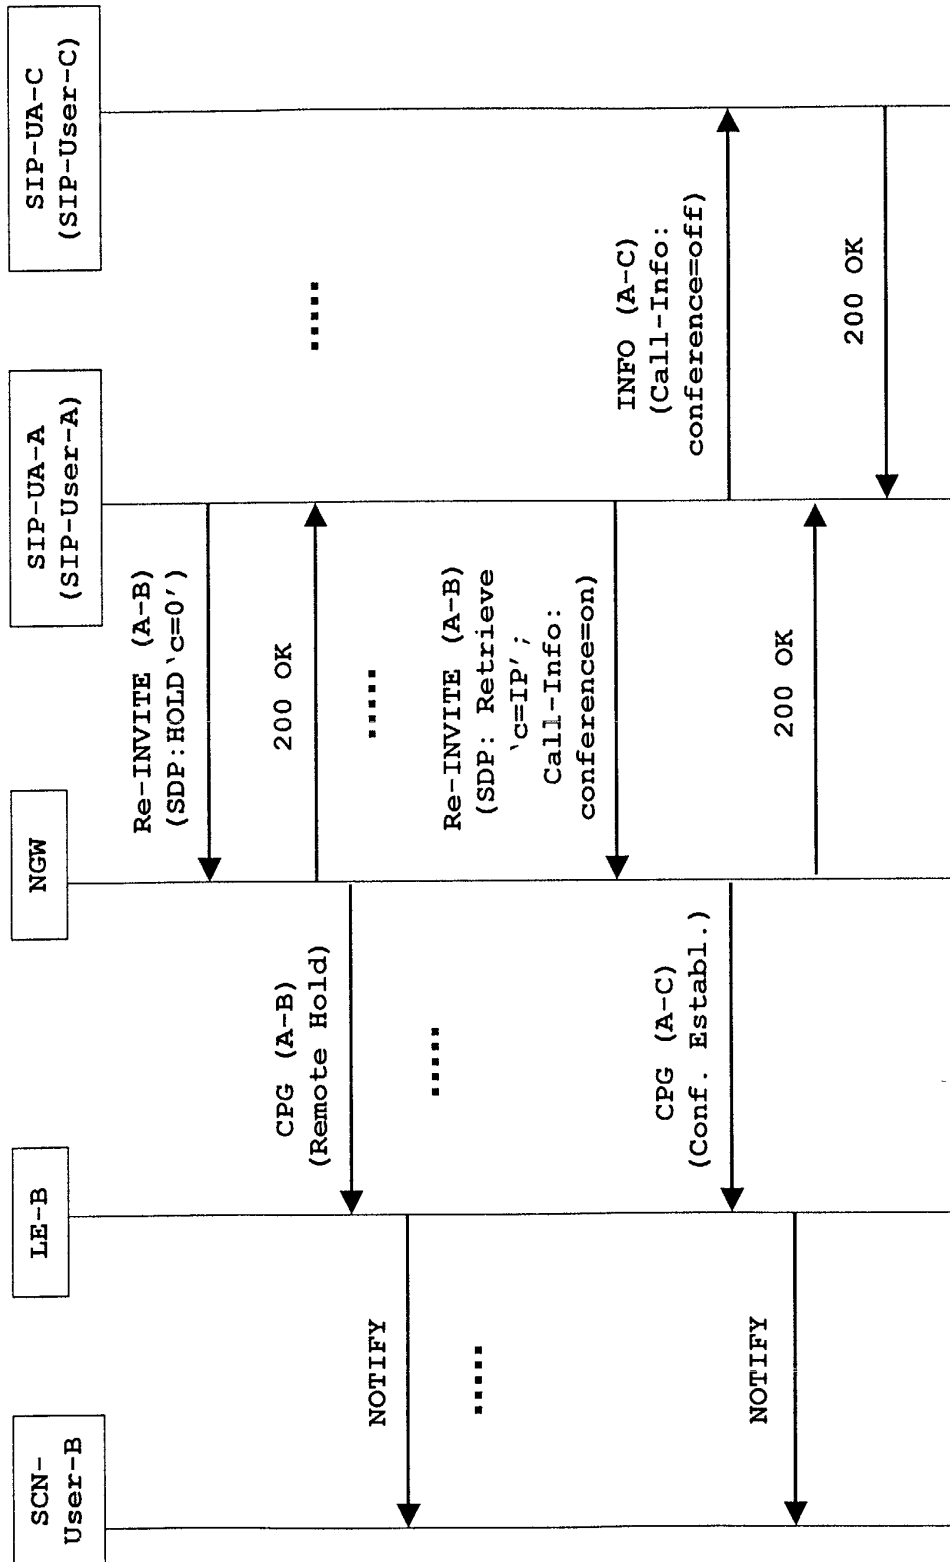 SCN-
User-B
LE-B
NGW
SIP-UA-A
(SIP-User-A)
SIP-UA-C
(SIP-User-C)
Re-INVITE (A-B)
(SDP:HOLD`c=0')
200 OK
CPG (A-B)
(Remote Hold)
NOTIFY
.....
.....
.....
.....
Re-INVITE (A-B)
(SDP: Retrieve
`c=IP';
Call-Info:
conference=on)
INFO (A-C)
(Call-Info:
conference=off)
CPG (A-C)
(Conf. Establ.)
NOTIFY
200 OK
200 OK